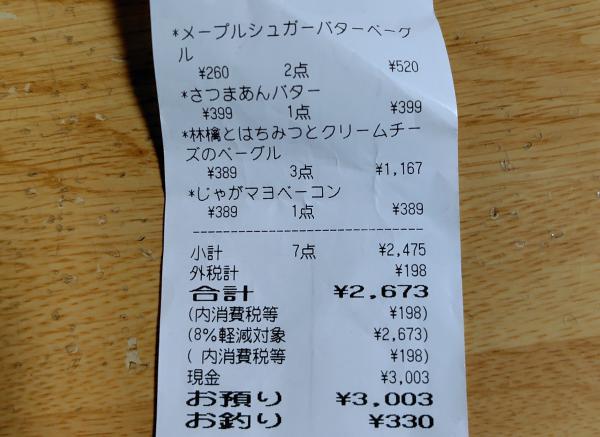 *メープルシュガーバターベーグ
ル
¥260 2点 ¥520
*さつまあんバター
¥399 1点 ¥399
*林檎とはちみつとクリームチー
ズのベーグル
¥389 3点 ¥1,167
*じゃがマヨベーコン
¥389 1点 ¥389
小計 7点 ¥2,475
外税計 ¥198
合計 ¥2,673
(内消費税等 ¥198)
(8%軽減対象 ¥2,673)
( 内消費税等 ¥198)
現金 ¥3,003
お預り ¥3,003
お釣り ¥330